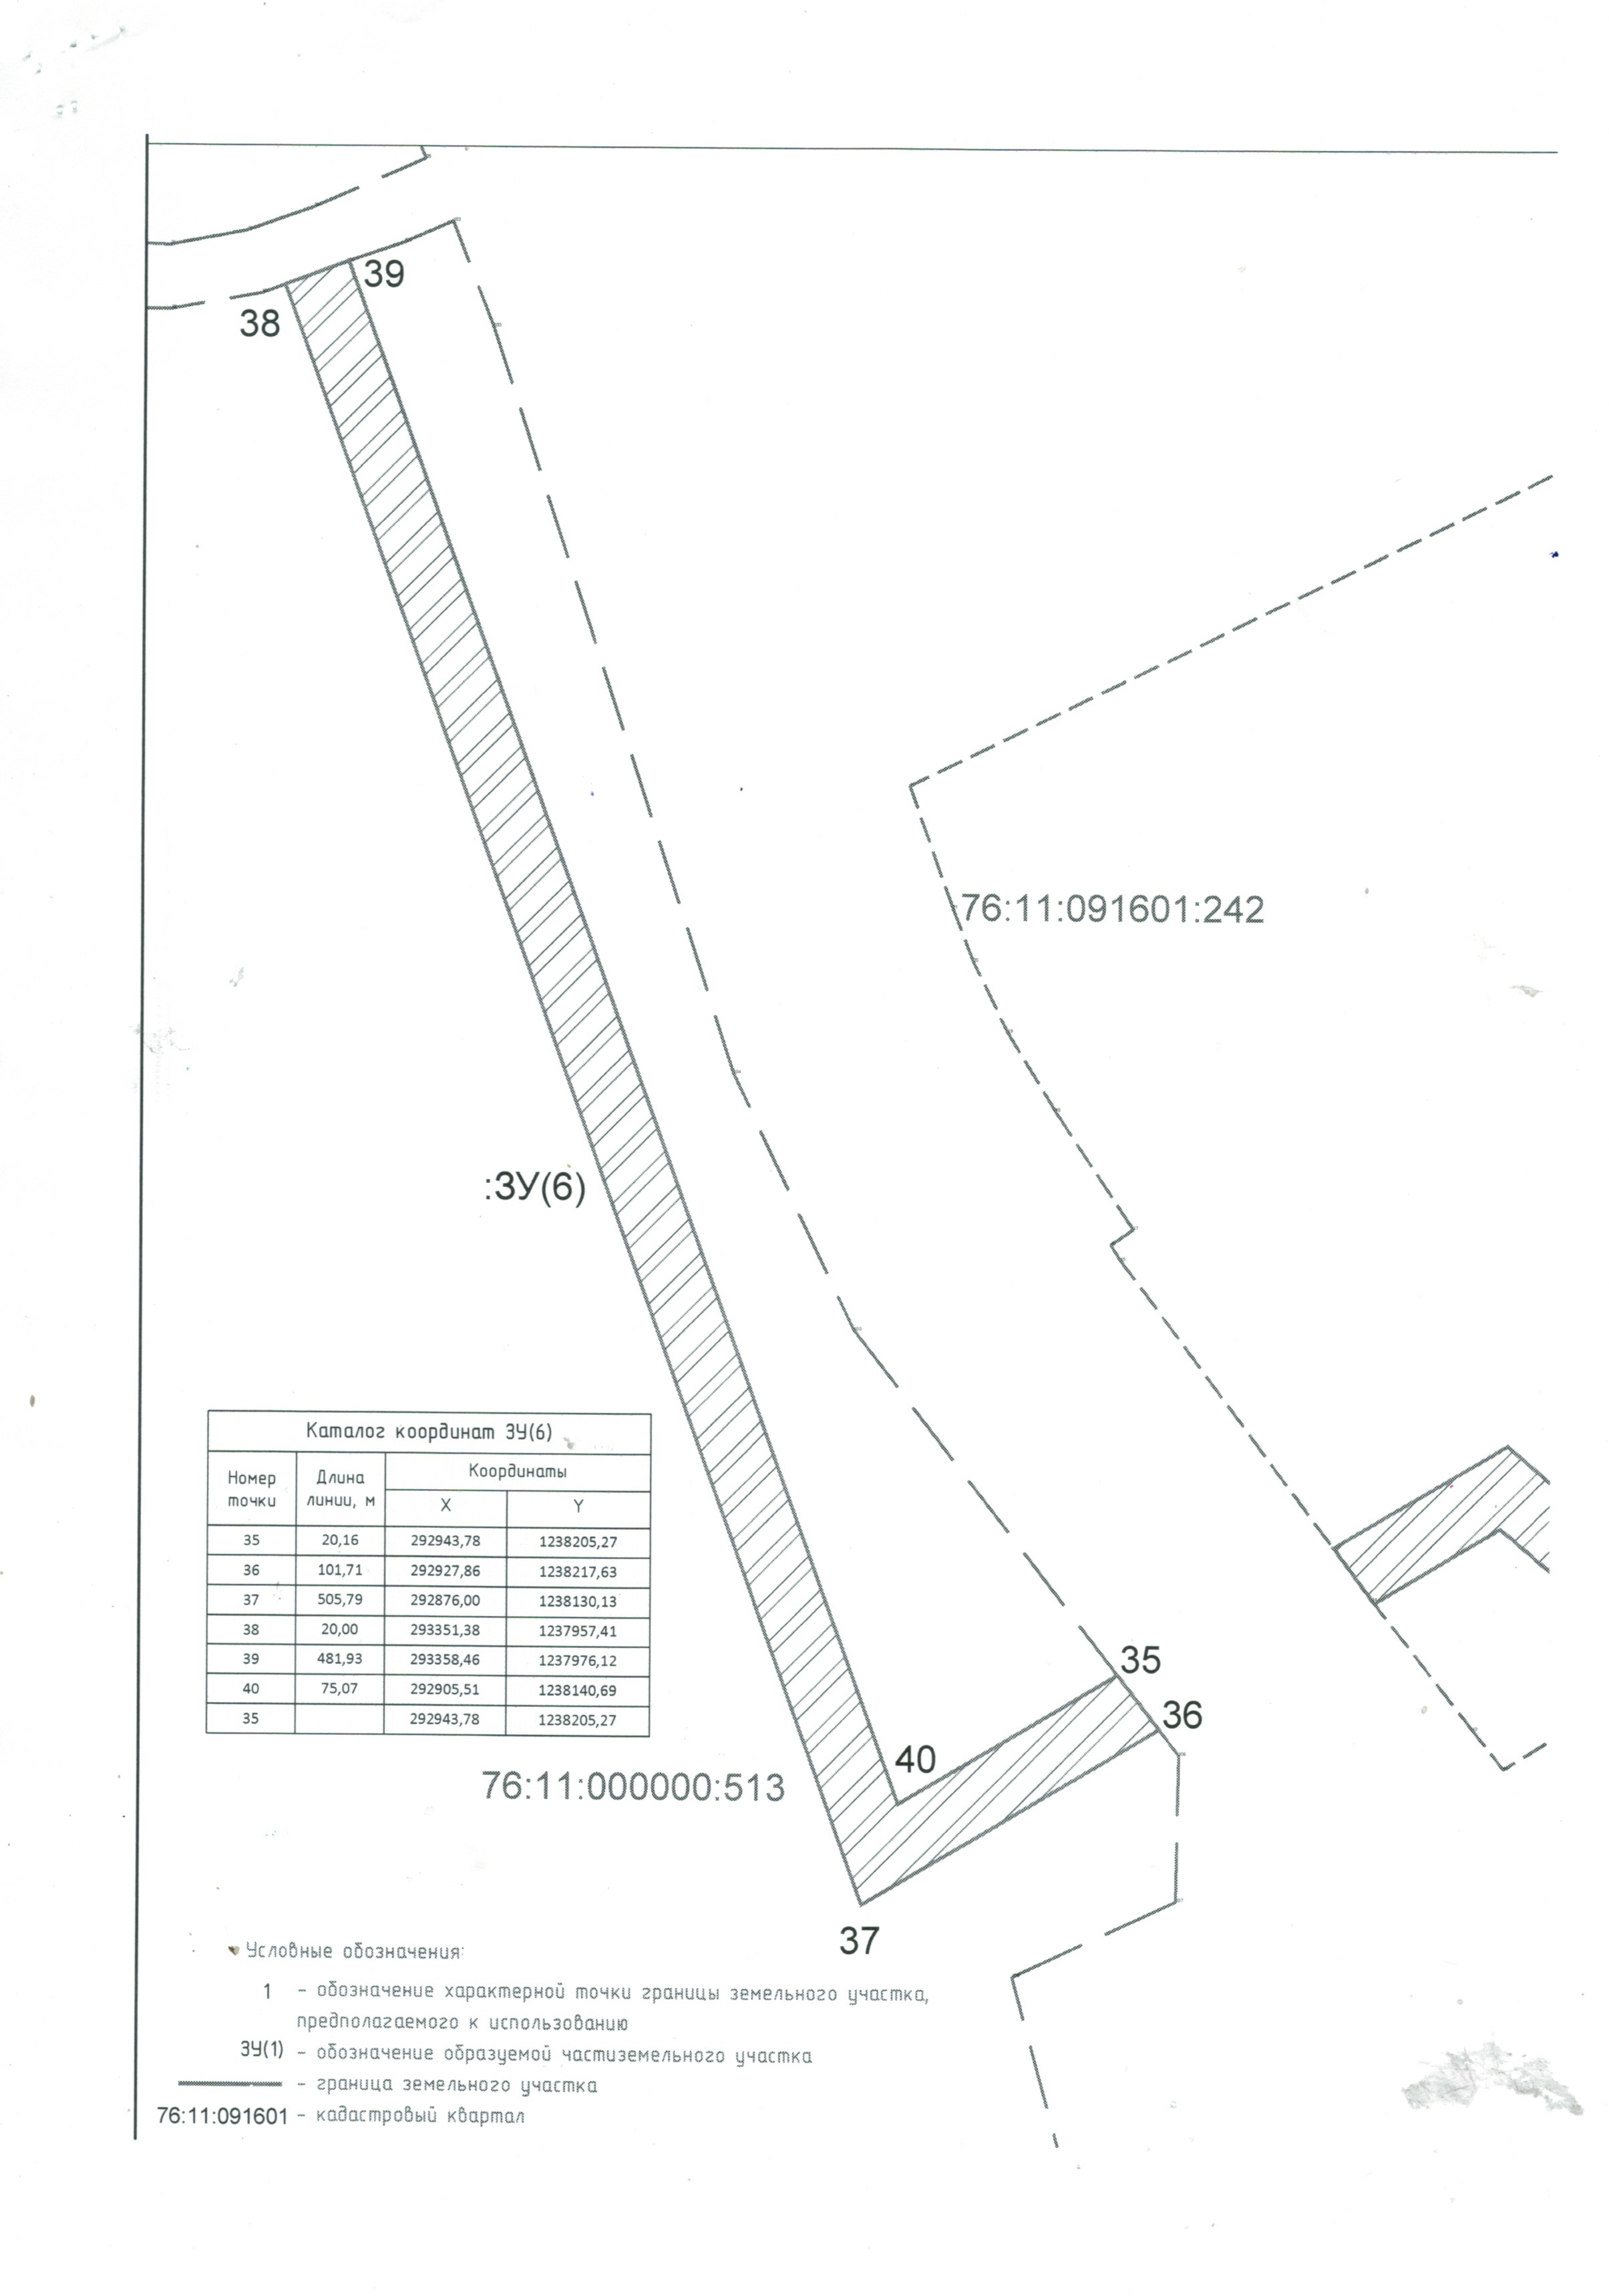 39
38
76:11:091601:242
:ЗУ(6)
Каталог координат ЗУ(6)
Номер точки Длина линии, м Координаты
X Y
35 20,16 292943,78 1238205,27
36 101,71 292927,86 1238217,63
37 505,79 292876,00 1238130,13
38 20,00 293351,38 1237957,41
39 481,93 293358,46 1237976,12
40 75,07 292905,51 1238140,69
35 292943,78 1238205,27
35
36
40
76:11:000000:513
37
Условные обозначения:
1 - обозначение характерной точки границы земельного участка,
предполагаемого к использованию
ЗУ(1) - обозначение образуемой частиземельного участка
- граница земельного участка
76:11:091601 - кадастровый квартал